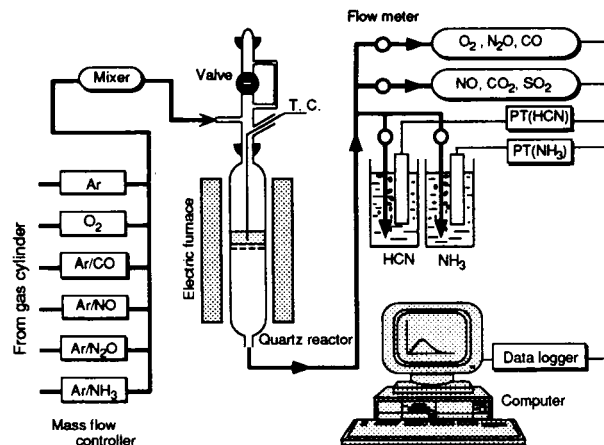 Flow meter
O2, N2O, CO
Mixer
Valve
NO, CO2, SO2
T. C.
PT(HCN)
PT(NH3)
Ar
O2
Ar/CO
Ar/NO
Ar/N2O
Ar/NH3
From gas cylinder
Electric furnace
HCN
NH3
Quartz reactor
Data logger
Computer
Mass flow
controller